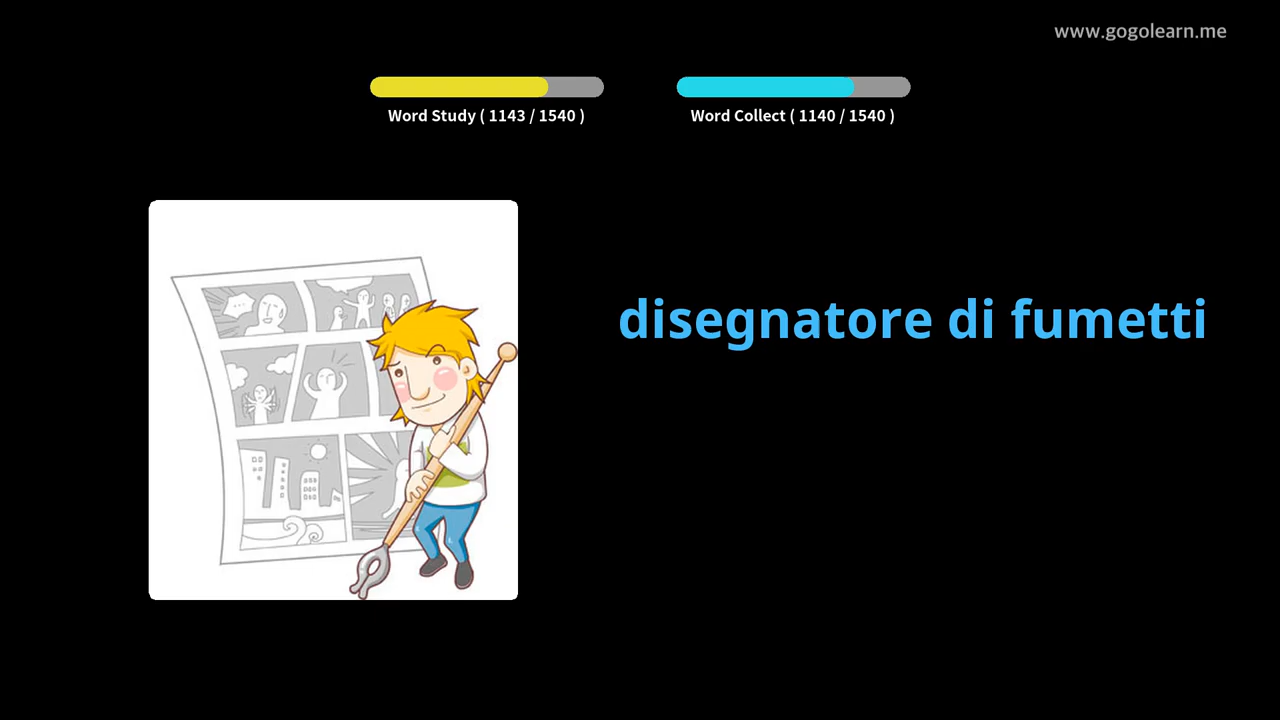 www.gogolearn.me
Word Study ( 1143 / 1540 )
Word Collect ( 1140 / 1540 )
disegnatore di fumetti